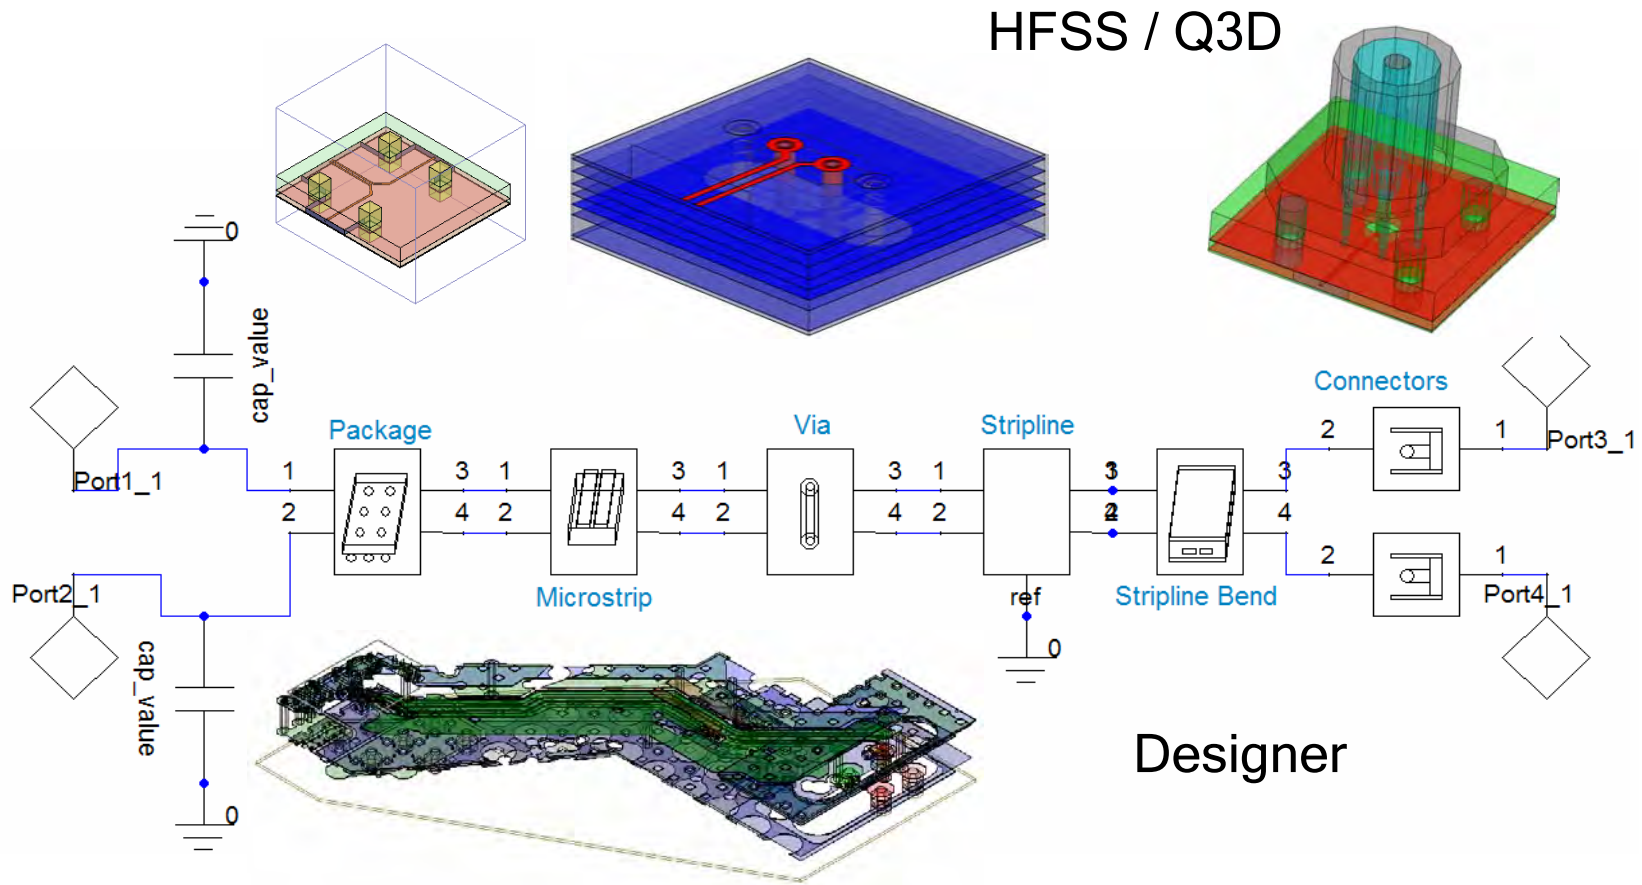 HFSS / Q3D
0
cap_value
Connectors
Package
Via
Stripline
2
1
Port3_1
Port1_1
1
3
1
3
1
3
1
3
2
4
2
4
2
4
2
4
2
1
Microstrip
ref
Stripline Bend
Port2_1
Port4_1
0
cap_value
Designer
0